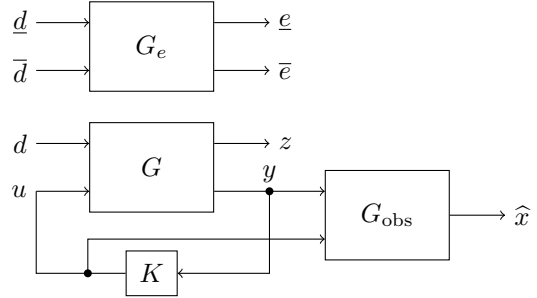 d̲ e̲
G_e
d̅ e̅
d z
G
u y
G_obs
x̂
K